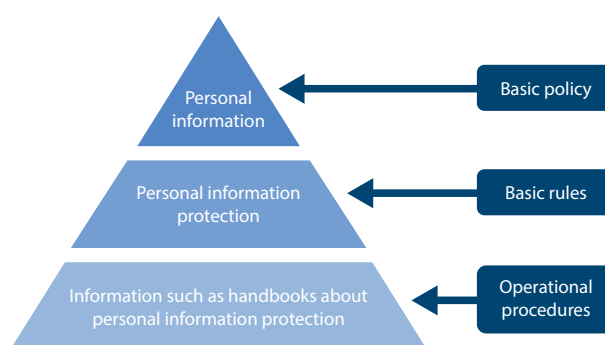 Personal
information
Basic policy
Personal information
protection
Basic rules
Information such as handbooks about
personal information protection
Operational
procedures